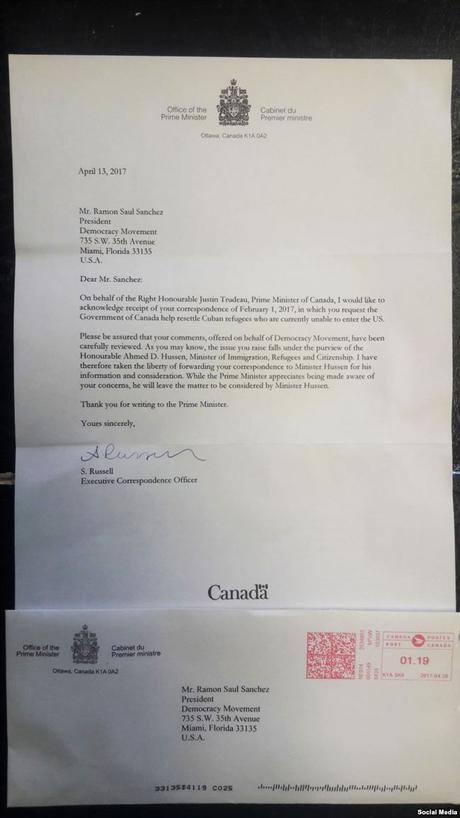 Office of the Prime Minister
Cabinet du Premier ministre
Ottawa, Canada K1A 0A2
April 13, 2017
Mr. Ramon Saul Sanchez
President
Democracy Movement
735 S.W. 35th Avenue
Miami, Florida 33135
U.S.A.
Dear Mr. Sanchez:
On behalf of the Right Honourable Justin Trudeau, Prime Minister of Canada, I would like to
acknowledge receipt of your correspondence of February 1, 2017, in which you request the
Government of Canada help resettle Cuban refugees who are currently unable to enter the US.
Please be assured that your comments, offered on behalf of Democracy Movement, have been
carefully reviewed. As you may know, the issue you raise falls under the purview of the
Honourable Ahmed D. Hussen, Minister of Immigration, Refugees and Citizenship. I have
therefore taken the liberty of forwarding your correspondence to Minister Hussen for his
information and consideration. While the Prime Minister appreciates being made aware of
your concerns, he will leave the matter to be considered by Minister Hussen.
Thank you for writing to the Prime Minister.
Yours sincerely,
S. Russell
Executive Correspondence Officer
Canada
Office of the Prime Minister
Cabinet du Premier ministre
Ottawa, Canada K1A 0A2
CANADA POSTES
POST CANADA
01.19
Mr. Ramon Saul Sanchez
President
Democracy Movement
735 S.W. 35th Avenue
Miami, Florida 33135
U.S.A.
Social Media